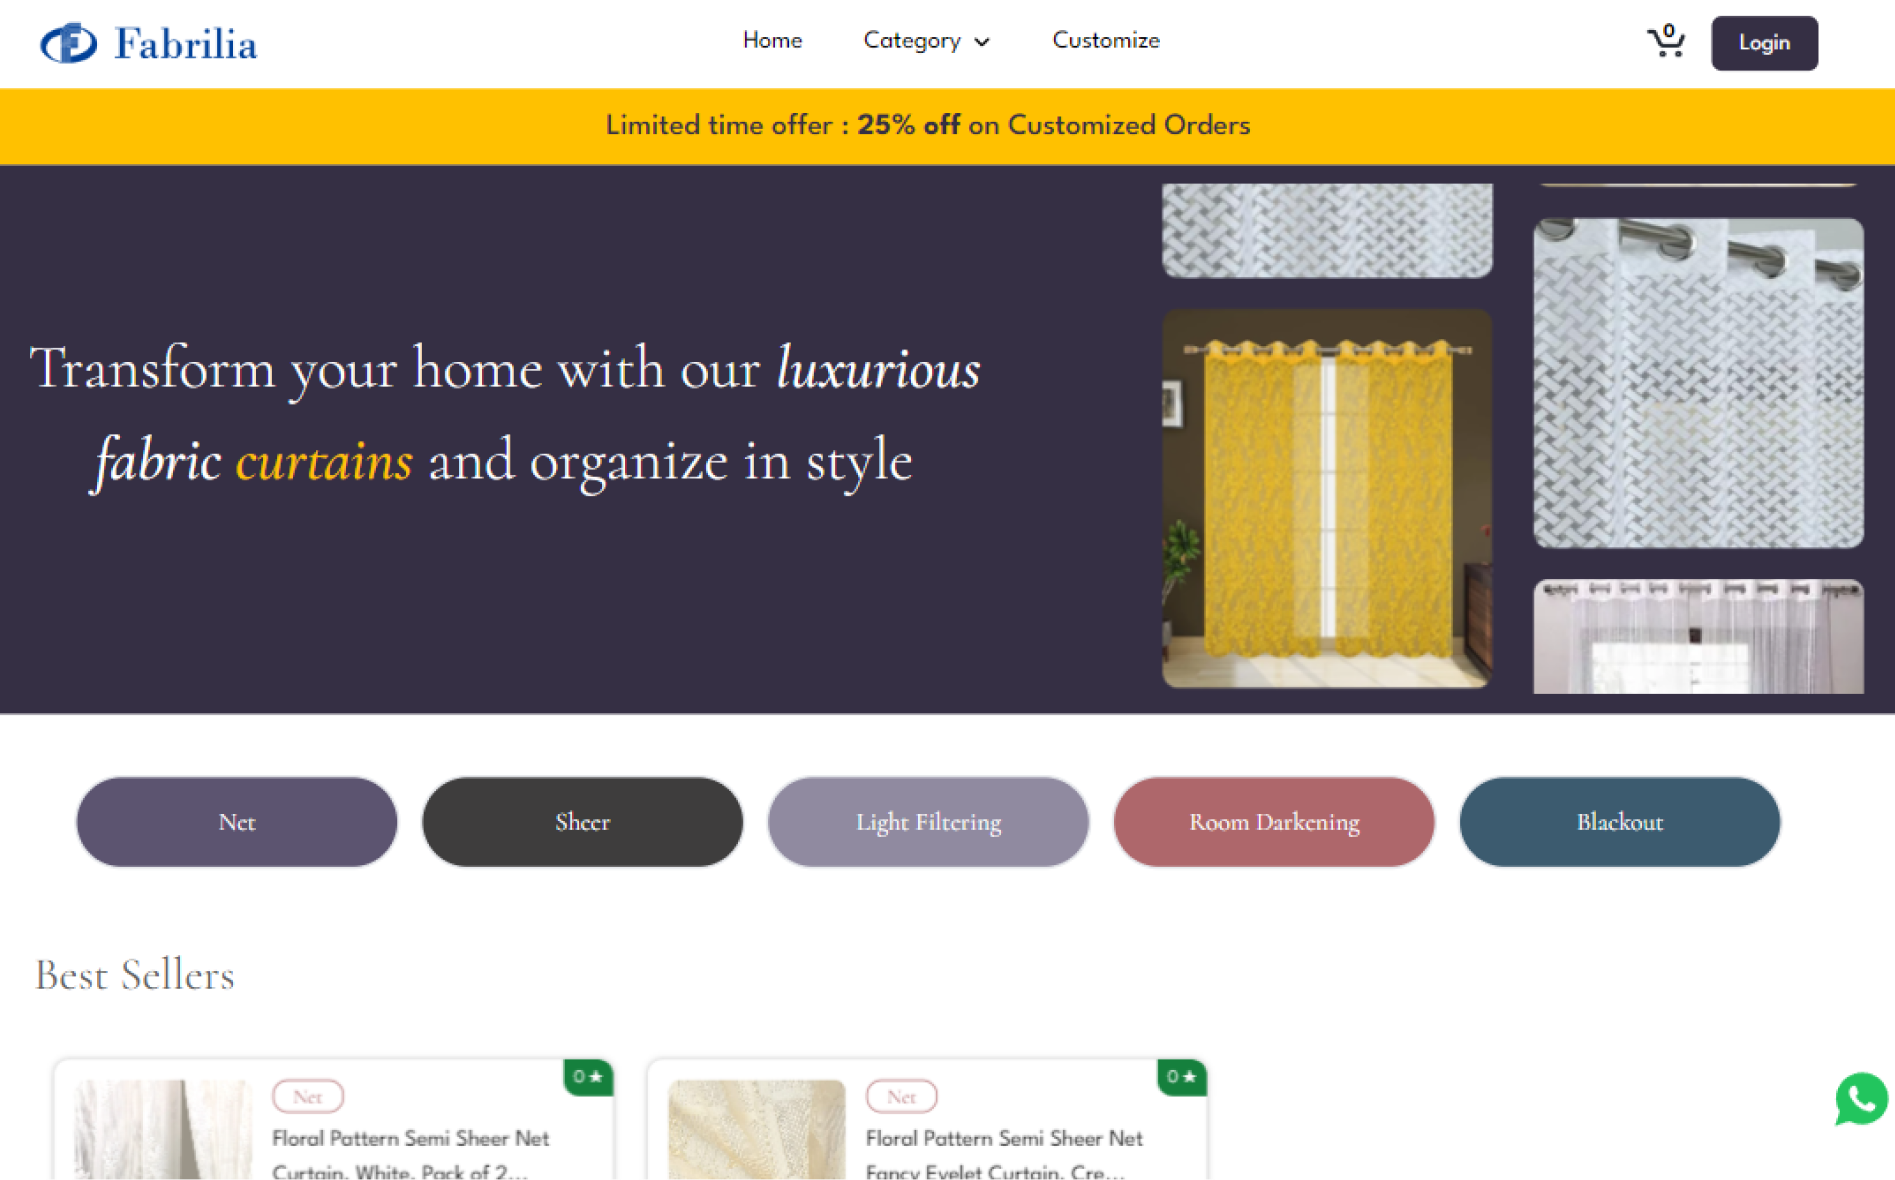 Fabrilia
Home
Category
Customize
0
Login
Limited time offer : 25% off on Customized Orders
Transform your home with our luxurious
fabric curtains and organize in style
Net
Sheer
Light Filtering
Room Darkening
Blackout
Best Sellers
0 ★
Net
Floral Pattern Semi Sheer Net
Curtain, White, Pack of 2...
0 ★
Net
Floral Pattern Semi Sheer Net
Fancy Eyelet Curtain, Cre...